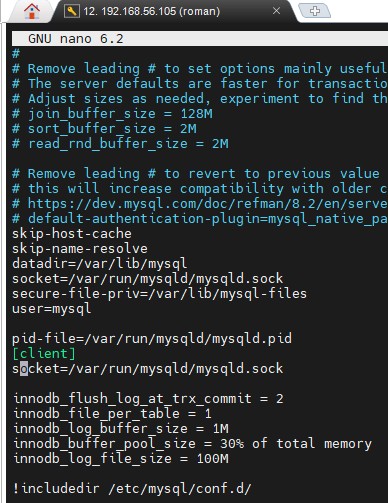 12. 192.168.56.105 (roman)
GNU nano 6.2
#
# Remove leading # to set options mainly useful
# The server defaults are faster for transactio
# Adjust sizes as needed, experiment to find th
# join_buffer_size = 128M
# sort_buffer_size = 2M
# read_rnd_buffer_size = 2M
# Remove leading # to revert to previous value
# this will increase compatibility with older c
# https://dev.mysql.com/doc/refman/8.2/en/serve
# default-authentication-plugin=mysql_native_pa
skip-host-cache
skip-name-resolve
datadir=/var/lib/mysql
socket=/var/run/mysqld/mysqld.sock
secure-file-priv=/var/lib/mysql-files
user=mysql
pid-file=/var/run/mysqld/mysqld.pid
[client]
socket=/var/run/mysqld/mysqld.sock
innodb_flush_log_at_trx_commit = 2
innodb_file_per_table = 1
innodb_log_buffer_size = 1M
innodb_buffer_pool_size = 30% of total memory
innodb_log_file_size = 100M
!includedir /etc/mysql/conf.d/